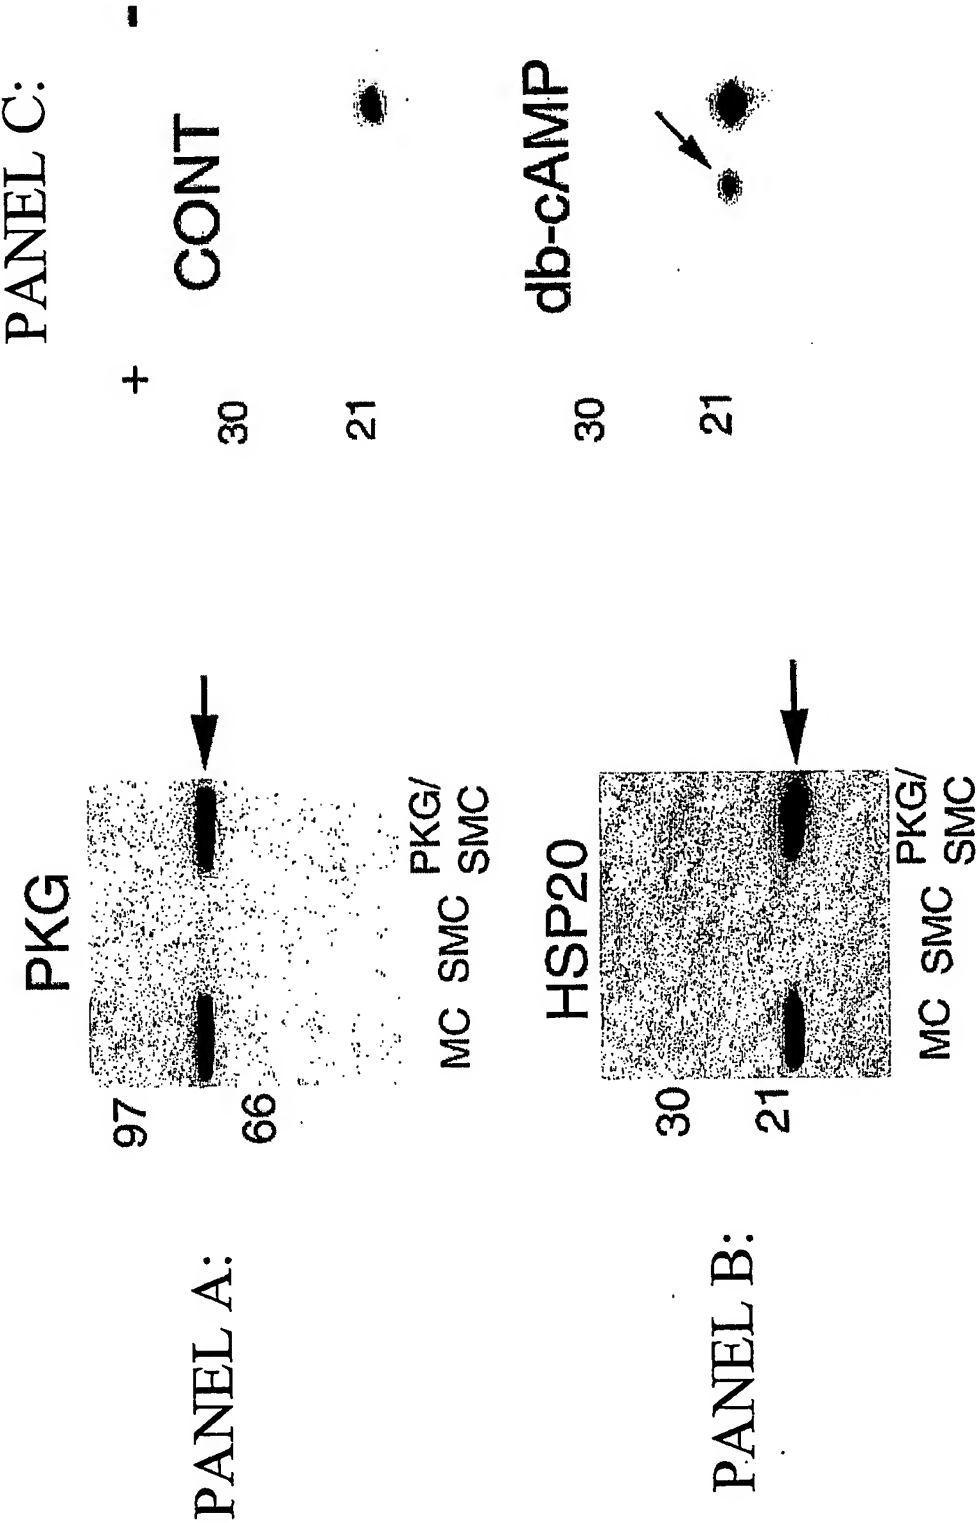 PANEL A:
PKG
97
66
MC SMC PKG/
SMC
PANEL B:
HSP20
30
21
MC SMC PKG/
SMC
PANEL C:
+ -
CONT
30
21
db-cAMP
30
21